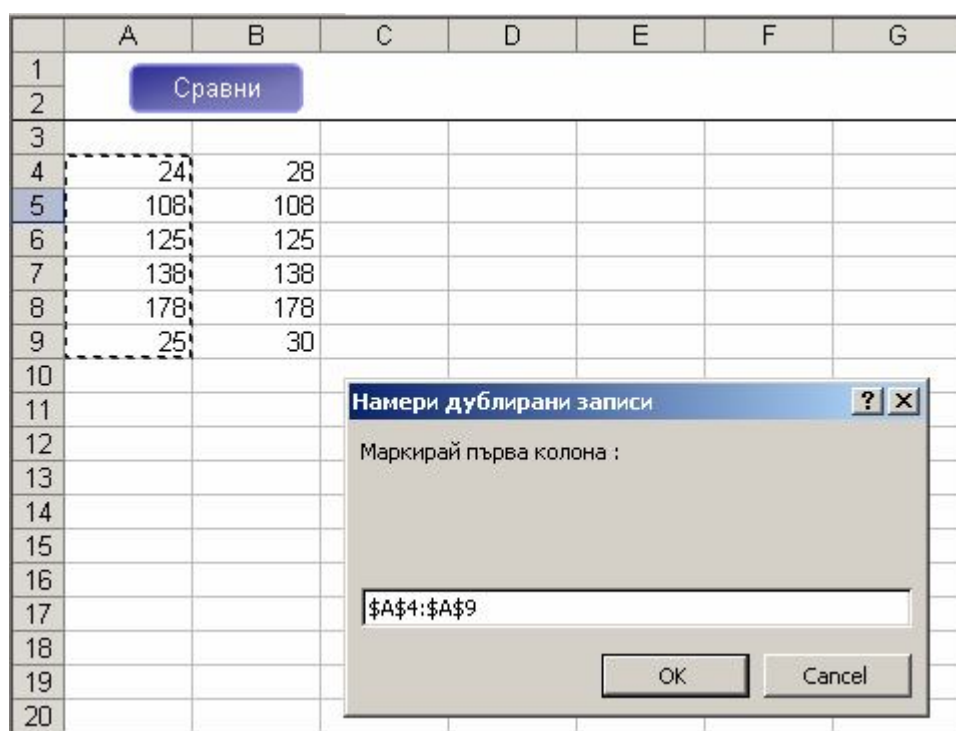 A B C D E F G
1
Сравни
2
3
4 24 28
5 108 108
6 125 125
7 138 138
8 178 178
9 25 30
10
11 Намери дублирани записи ? X
12 Маркирай първа колона :
13
14
15
16
17 $A$4:$A$9
18
19 OK Cancel
20